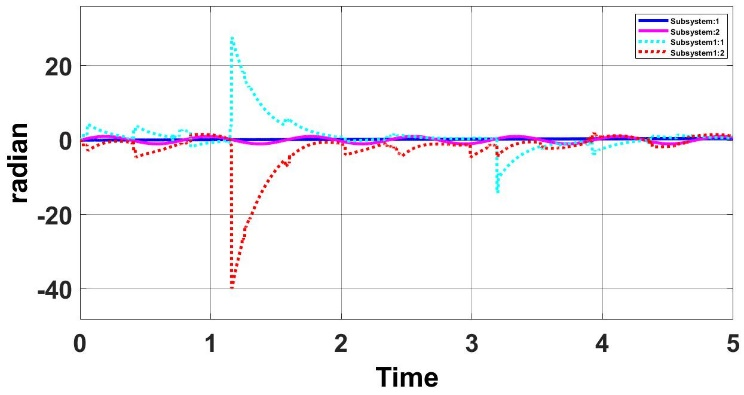 Subsystem:1
Subsystem:2
Subsystem1:1
Subsystem1:2
20
0
-20
-40
radian
0 1 2 3 4 5
Time